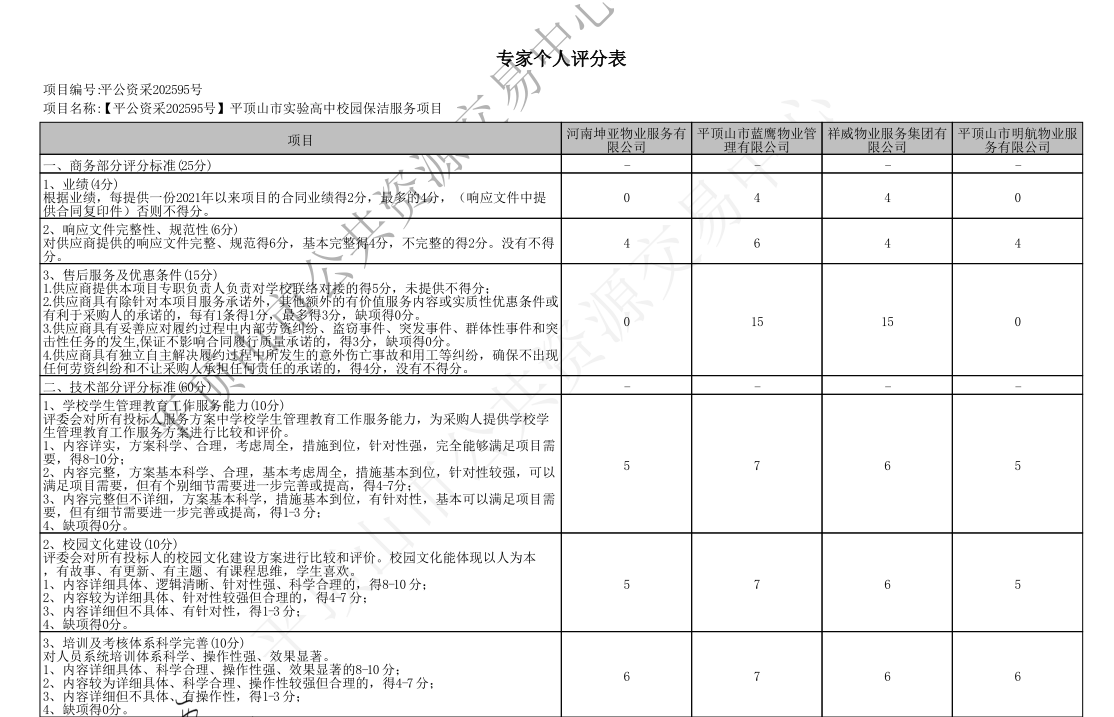 专家个人评分表
项目编号:平公资采202595号
项目名称:【平公资采202595号】平顶山市实验高中校园保洁服务项目
项目 河南坤亚物业服务有限公司 平顶山市蓝鹰物业管理有限公司 祥威物业服务集团有限公司 平顶山市明航物业服务有限公司
一、商务部分评分标准(25分) － － － －
1、业绩(4分)
根据业绩，每提供一份2021年以来项目的合同业绩得2分，最多的4分，（响应文件中提
供合同复印件）否则不得分。
0 4 4 0
2、响应文件完整性、规范性(6分)
对供应商提供的响应文件完整、规范得6分，基本完整得4分，不完整的得2分。没有不得
分。
4 6 4 4
3、售后服务及优惠条件(15分)
1.供应商提供本项目专职负责人负责对学校联络对接的得5分，未提供不得分；
2.供应商具有除针对本项目服务承诺外，其他额外的有价值服务内容或实质性优惠条件或
有利于采购人的承诺的，每有1条得1分，最多得3分，缺项得0分。
3.供应商具有妥善应对履约过程中内部劳资纠纷、盗窃事件、突发事件、群体性事件和突
击性任务的发生,保证不影响合同履行质量承诺的，得3分，缺项得0分。
4.供应商具有独立自主解决履约过程中所发生的意外伤亡事故和用工等纠纷，确保不出现
任何劳资纠纷和不让采购人承担任何责任的承诺的，得4分，没有不得分。
0 15 15 0
二、技术部分评分标准(60分) － － － －
1、学校学生管理教育工作服务能力(10分)
评委会对所有投标人服务方案中学校学生管理教育工作服务能力，为采购人提供学校学
生管理教育工作服务方案进行比较和评价。
1、内容详实，方案科学、合理，考虑周全，措施到位，针对性强，完全能够满足项目需
要，得8-10分；
2、内容完整，方案基本科学、合理，基本考虑周全，措施基本到位，针对性较强，可以
满足项目需要，但有个别细节需要进一步完善或提高，得4-7分；
3、内容完整但不详细，方案基本科学，措施基本到位，有针对性，基本可以满足项目需
要，但有细节需要进一步完善或提高，得1-3 分；
4、缺项得0分。
5 7 6 5
2、校园文化建设(10分)
评委会对所有投标人的校园文化建设方案进行比较和评价。校园文化能体现以人为本
，有故事、有更新、有主题、有课程思维，学生喜欢。
1、内容详细具体、逻辑清晰、针对性强、科学合理的，得8-10 分；
2、内容较为详细具体、针对性较强但合理的，得4-7 分；
3、内容详细但不具体、有针对性，得1-3 分；
4、缺项得0分。
5 7 6 5
3、培训及考核体系科学完善(10分)
对人员系统培训体系科学、操作性强、效果显著。
1、内容详细具体、科学合理、操作性强、效果显著的8-10 分；
2、内容较为详细具体、科学合理、操作性较强但合理的，得4-7 分；
3、内容详细但不具体、有操作性，得1-3 分；
4、缺项得0分。
6 7 6 6
平顶山市公共资源交易中心
平顶山市公共资源交易中心